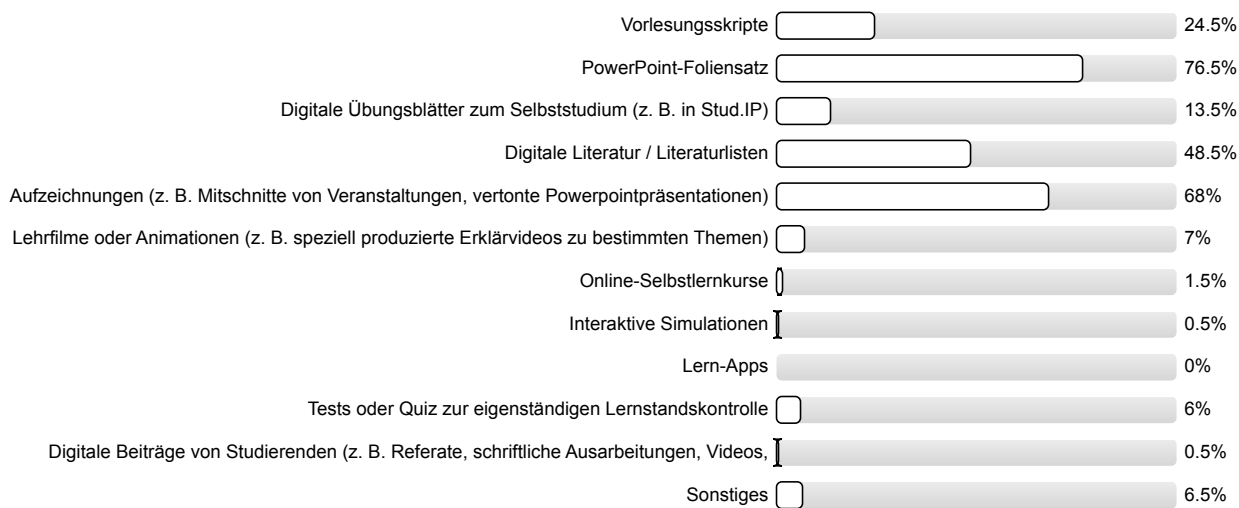 Vorlesungsskripte 24.5%
PowerPoint-Foliensatz 76.5%
Digitale Übungsblätter zum Selbststudium (z. B. in Stud.IP) 13.5%
Digitale Literatur / Literaturlisten 48.5%
Aufzeichnungen (z. B. Mitschnitte von Veranstaltungen, vertonte Powerpointpräsentationen) 68%
Lehrfilme oder Animationen (z. B. speziell produzierte Erklärvideos zu bestimmten Themen) 7%
Online-Selbstlernkurse 1.5%
Interaktive Simulationen 0.5%
Lern-Apps 0%
Tests oder Quiz zur eigenständigen Lernstandskontrolle 6%
Digitale Beiträge von Studierenden (z. B. Referate, schriftliche Ausarbeitungen, Videos, 0.5%
Sonstiges 6.5%